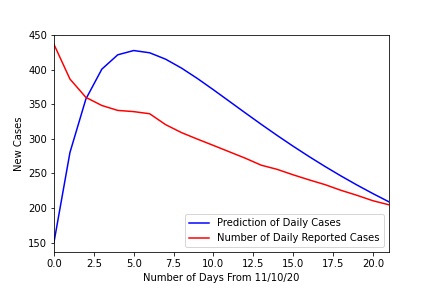 450
400
350
300
250
200
150
New Cases
Prediction of Daily Cases
Number of Daily Reported Cases
0.0 2.5 5.0 7.5 10.0 12.5 15.0 17.5 20.0
Number of Days From 11/10/20